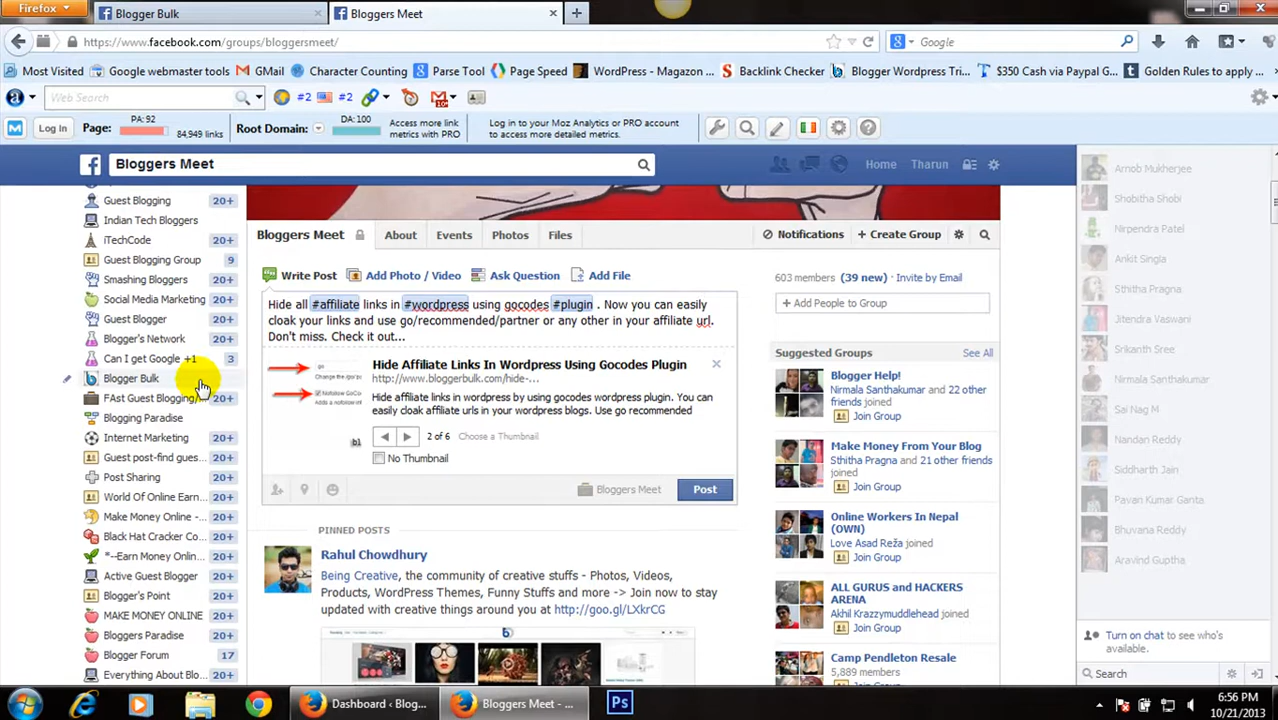 Firefox
Blogger Bulk
Bloggers Meet
https://www.facebook.com/groups/bloggersmeet/
Google
Most Visited
Google webmaster tools
GMail
Character Counting
Parse Tool
Page Speed
WordPress - Magazon ...
Backlink Checker
Blogger Wordpress Tri...
$350 Cash via Paypal G...
Golden Rules to apply ...
Web Search
#2
#2
10+
Log In
Page:
PA: 92
84,949 links
Root Domain:
DA: 100
Access more link
metrics with PRO
Log in to your Moz Analytics or PRO account
to access more detailed metrics.
Bloggers Meet
Home
Tharun
Guest Blogging 20+
Indian Tech Bloggers
iTechCode 20+
Guest Blogging Group 9
Smashing Bloggers 20+
Social Media Marketing 20+
Guest Blogger 20+
Blogger's Network 20+
Can I get Google +1 3
Blogger Bulk
FAst Guest Blogging/... 20+
Blogging Paradise
Internet Marketing 20+
Guest post-find gues... 20+
Post Sharing 20+
World Of Online Earn... 20+
Make Money Online -... 20+
Black Hat Cracker Co... 20+
*--Earn Money Onlin... 20+
Active Guest Blogger 20+
Blogger's Point 20+
MAKE MONEY ONLINE 20+
Bloggers Paradise 20+
Blogger Forum 17
Everything About Blo... 20+
Bloggers Meet
About
Events
Photos
Files
Notifications
+ Create Group
Write Post
Add Photo / Video
Ask Question
Add File
Hide all #affiliate links in #wordpress using gocodes #plugin . Now you can easily
cloak your links and use go/recommended/partner or any other in your affiliate url.
Don't miss. Check it out...
Hide Affiliate Links In Wordpress Using Gocodes Plugin
http://www.bloggerbulk.com/hide-...
Hide affiliate links in wordpress by using gocodes wordpress plugin. You can
easily cloak affiliate urls in your wordpress blogs. Use go recommended
2 of 6 Choose a Thumbnail
No Thumbnail
Bloggers Meet
Post
PINNED POSTS
Rahul Chowdhury
Being Creative, the community of creative stuffs - Photos, Videos,
Products, WordPress Themes, Funny Stuffs and more -> Join now to stay
updated with creative things around you at http://goo.gl/LXkrCG
603 members (39 new) · Invite by Email
+ Add People to Group
Suggested Groups
See All
Blogger Help!
Nirmala Santhakumar and 22 other
friends joined
Join Group
Make Money From Your Blog
Sthitha Pragna and 21 other friends
joined
Join Group
Online Workers In Nepal
(OWN)
Love Asad Reža joined
Join Group
ALL GURUS and HACKERS
ARENA
Akhil Krazzymuddlehead joined
Join Group
Camp Pendleton Resale
5,889 members
Arnob Mukherjee
Shobitha Shobi
Nirpendra Patel
Ankit Singia
Sthitha Pragna
Jitendra Vaswani
Srikanth Sree
Nirmala Santhakumar
Sai Nag M
Nandan Reddy
Siddharth Jain
Pavan Kumar Ganta
Bhuvana Reddy
Aravind Guptha
Turn on chat to see who's
available.
Search
Dashboard ‹ Blog...
Bloggers Meet - ...
Ps
6:56 PM
10/21/2013